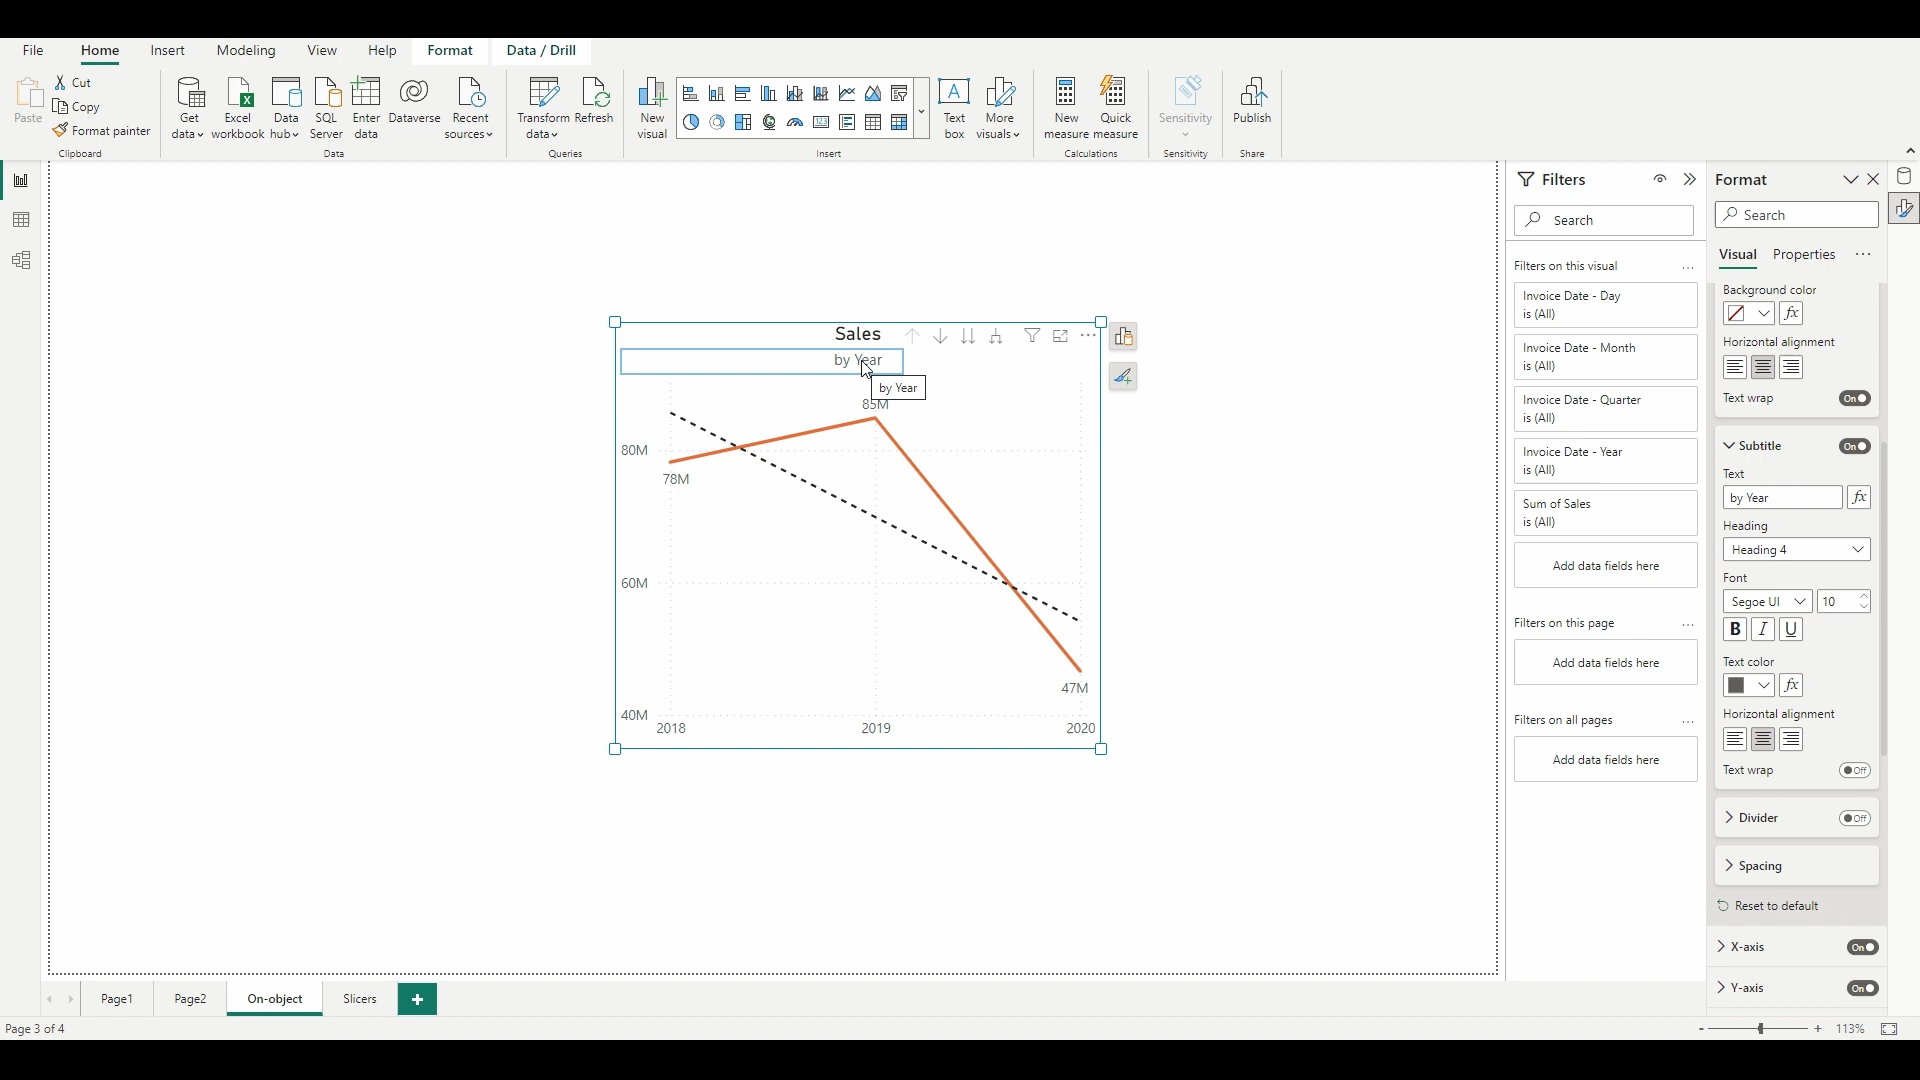 File Home Insert Modeling View Help Format Data / Drill
Paste
Cut
Copy
Format painter
Clipboard
Get data
Excel workbook
Data hub
SQL Server
Enter data
Dataverse
Recent sources
Data
Transform data
Refresh
Queries
New visual
123
Insert
A
Text box
More visuals
New measure
Quick measure
Calculations
Sensitivity
Sensitivity
Publish
Share
Sales
by Year
by Year
85M
80M
78M
60M
47M
40M
2018 2019 2020
Filters
Search
Filters on this visual ...
Invoice Date - Day
is (All)
Invoice Date - Month
is (All)
Invoice Date - Quarter
is (All)
Invoice Date - Year
is (All)
Sum of Sales
is (All)
Add data fields here
Filters on this page ...
Add data fields here
Filters on all pages ...
Add data fields here
Format
Search
Visual Properties ...
Background color
fx
Horizontal alignment
Text wrap On
Subtitle On
Text
by Year fx
Heading
Heading 4
Font
Segoe UI 10
B I U
Text color
fx
Horizontal alignment
Text wrap Off
Divider Off
Spacing
Reset to default
X-axis On
Y-axis On
Page1 Page2 On-object Slicers +
Page 3 of 4
- + 113%